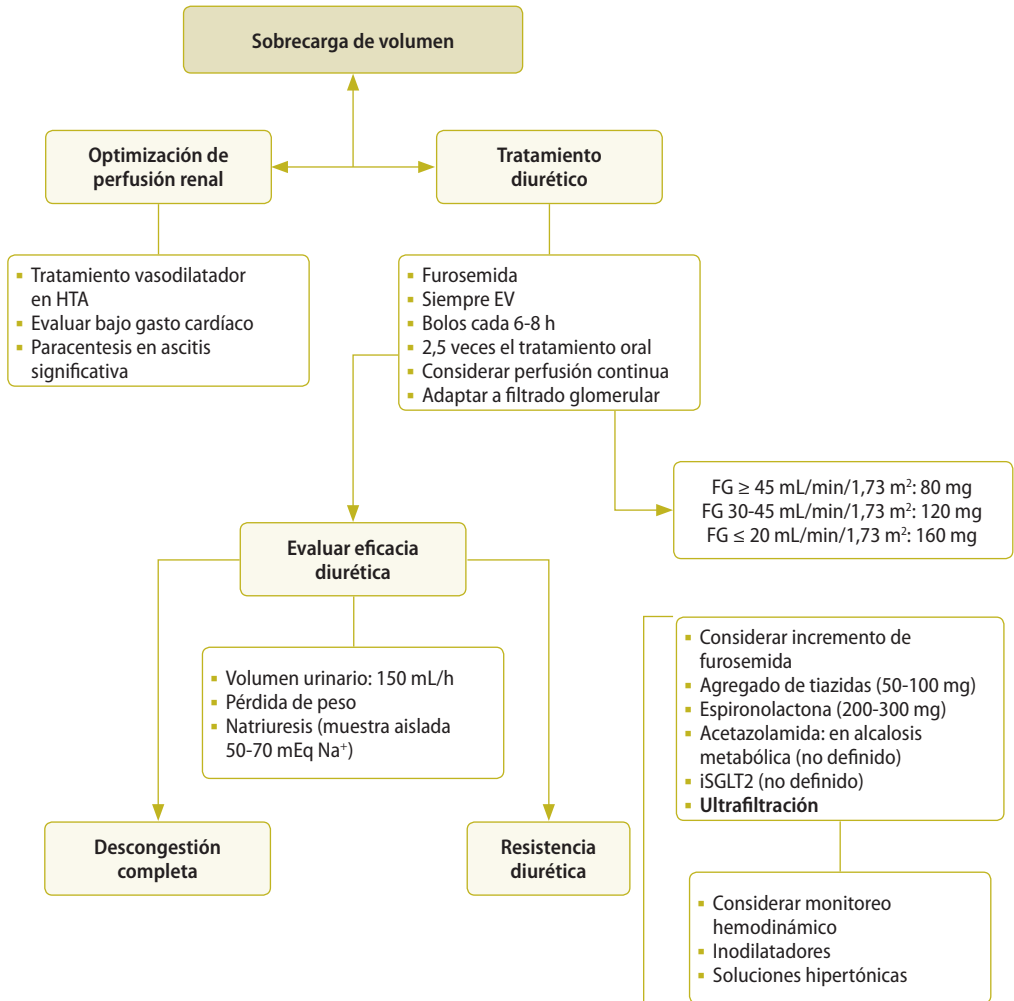 Sobrecarga de volumen
Optimización de
perfusión renal
Tratamiento
diurético
▪ Tratamiento vasodilatador
en HTA
▪ Evaluar bajo gasto cardíaco
▪ Paracentesis en ascitis
significativa
▪ Furosemida
▪ Siempre EV
▪ Bolos cada 6-8 h
▪ 2,5 veces el tratamiento oral
▪ Considerar perfusión continua
▪ Adaptar a filtrado glomerular
FG ≥ 45 mL/min/1,73 m²: 80 mg
FG 30-45 mL/min/1,73 m²: 120 mg
FG ≤ 20 mL/min/1,73 m²: 160 mg
Evaluar eficacia
diurética
▪ Volumen urinario: 150 mL/h
▪ Pérdida de peso
▪ Natriuresis (muestra aislada
50-70 mEq Na⁺)
Descongestión
completa
Resistencia
diurética
▪ Considerar incremento de
furosemida
▪ Agregado de tiazidas (50-100 mg)
▪ Espironolactona (200-300 mg)
▪ Acetazolamida: en alcalosis
metabólica (no definido)
▪ iSGLT2 (no definido)
▪ Ultrafiltración
▪ Considerar monitoreo
hemodinámico
▪ Inodilatadores
▪ Soluciones hipertónicas